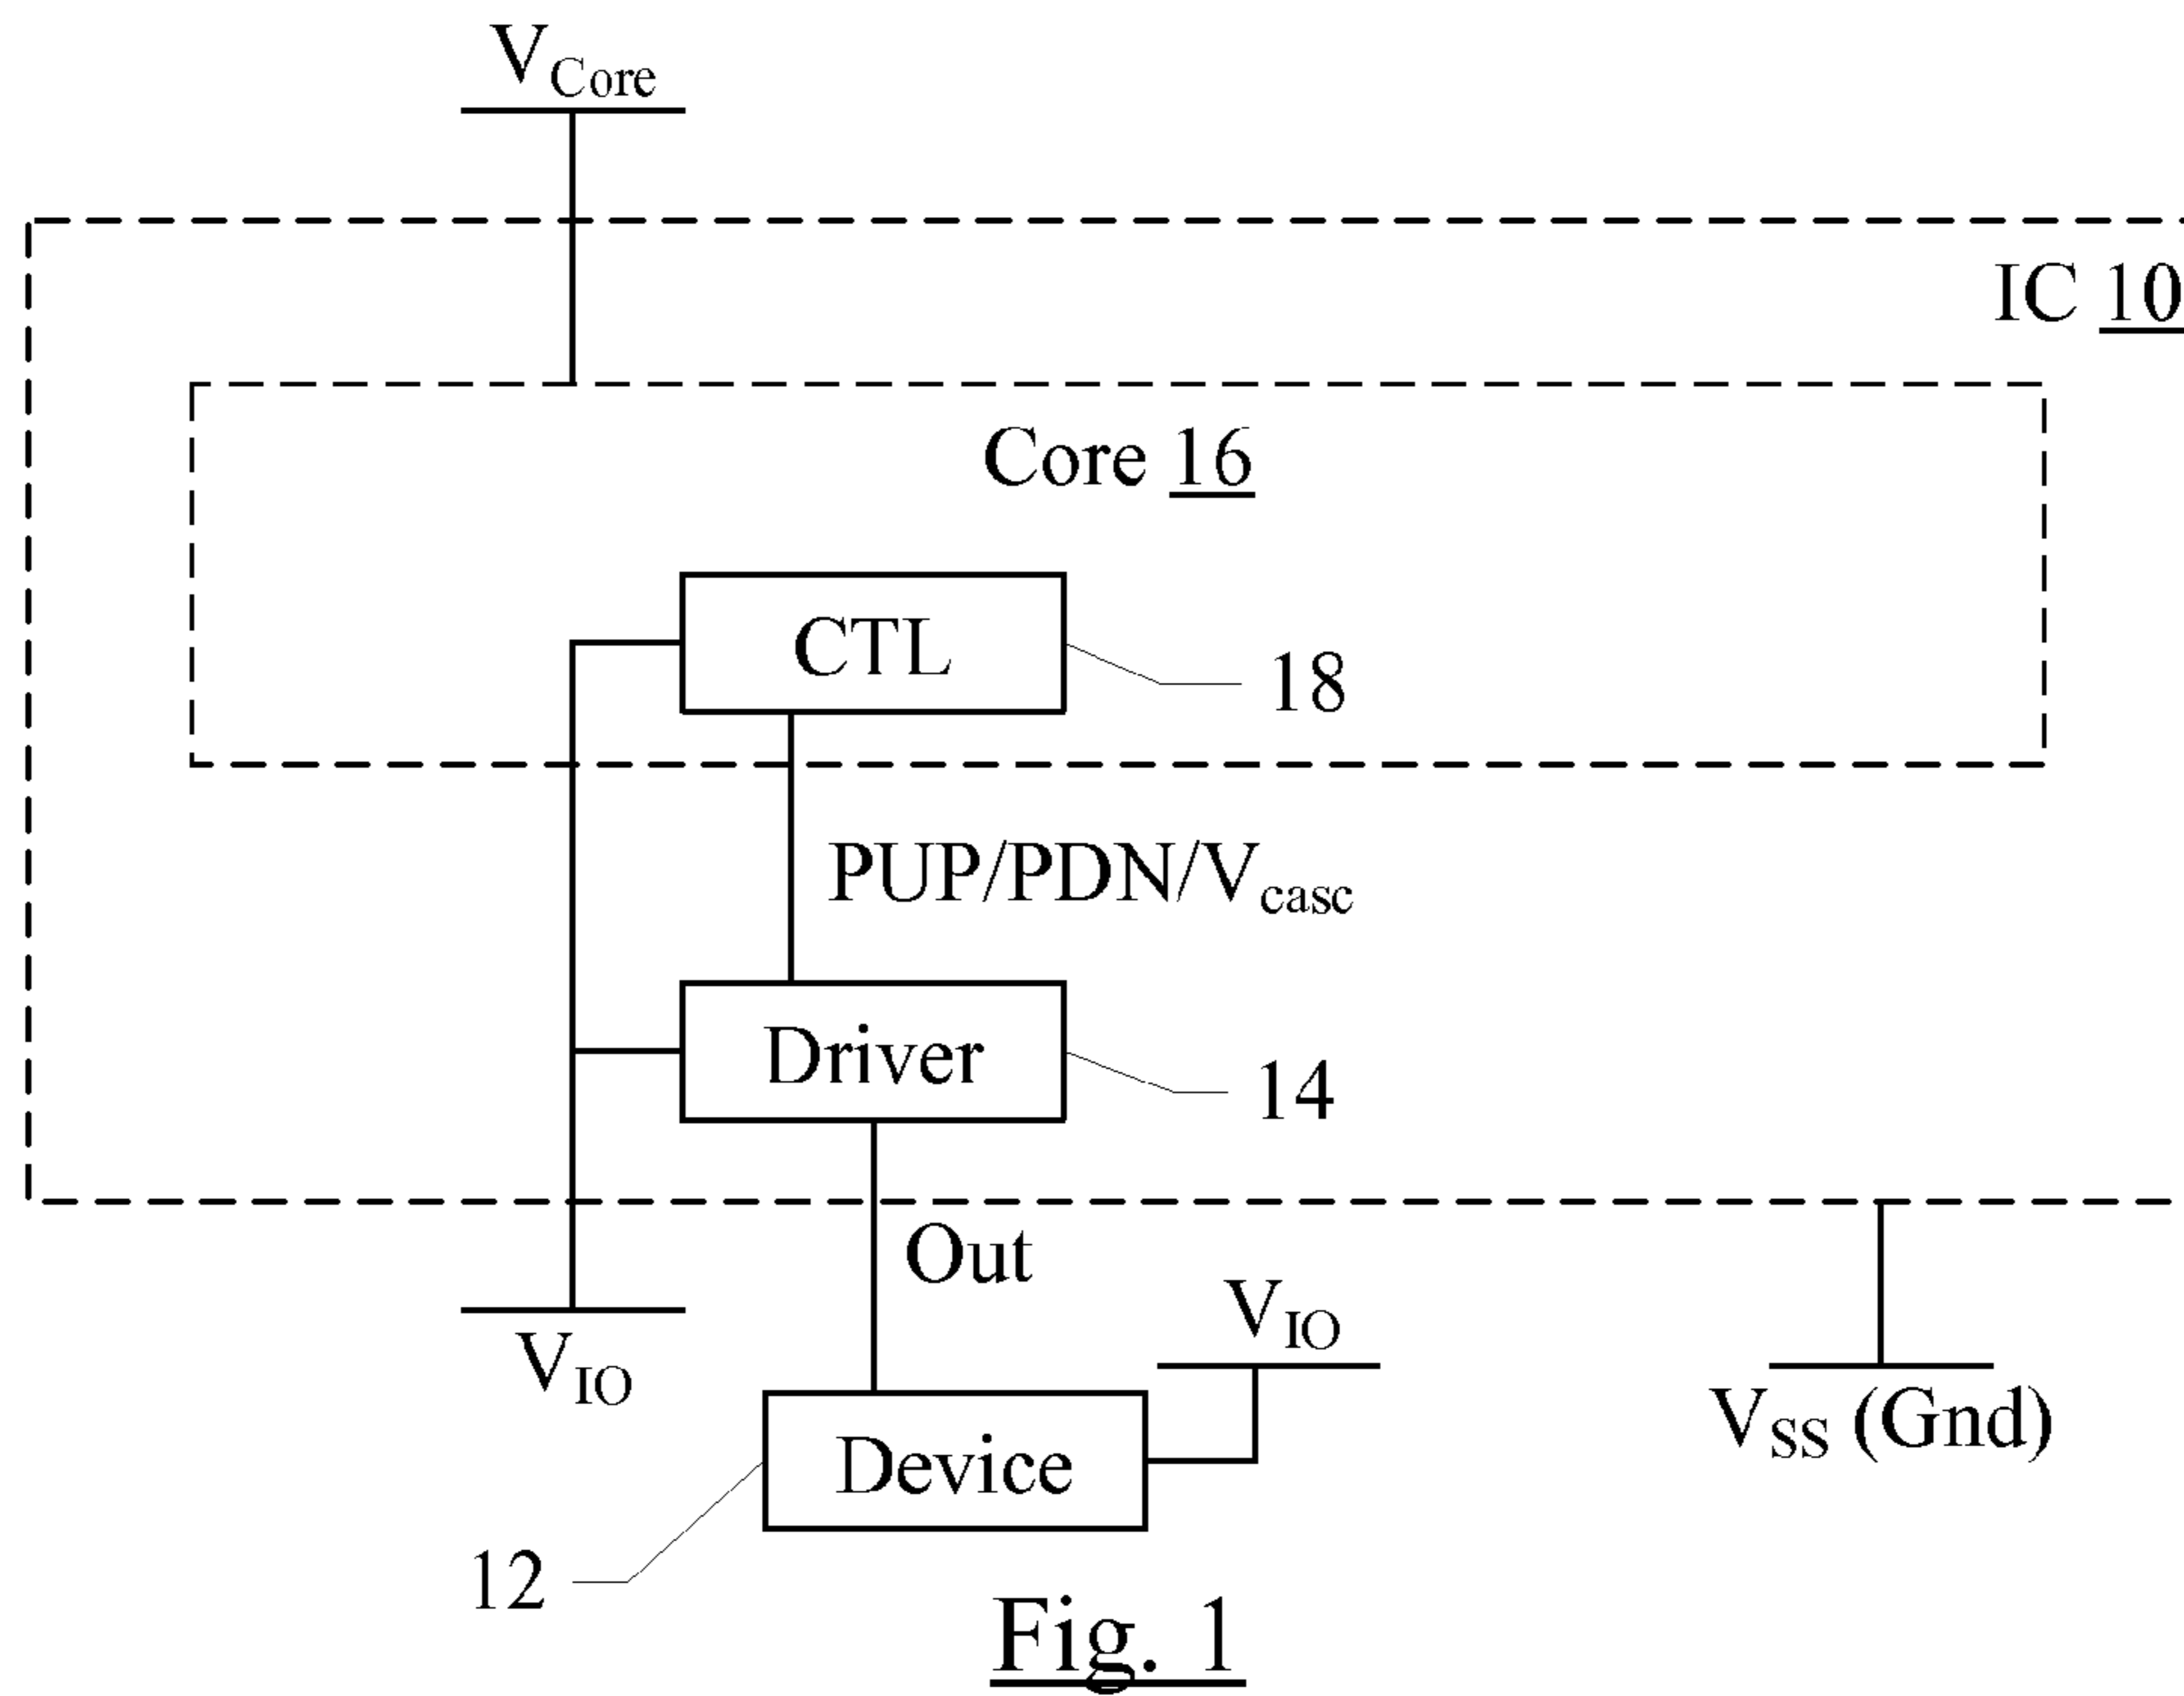 VCore
IC 10
Core 16
CTL
18
PUP/PDN/Vcasc
Driver
14
Out
VIO
VIO
VSS (Gnd)
Device
12
Fig. 1